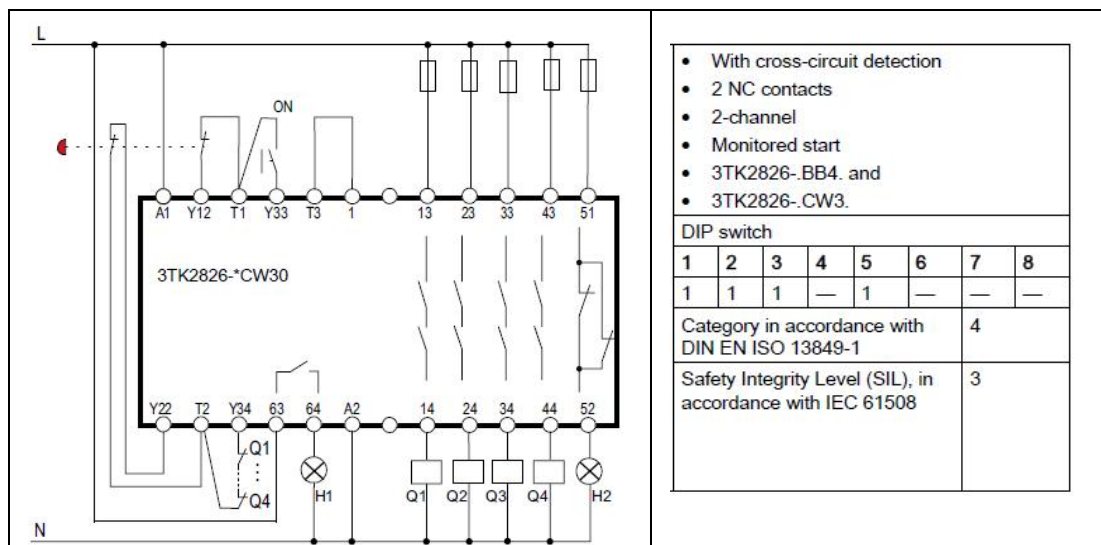 L
ON
A1 Y12 T1 Y33 T3 1 13 23 33 43 51
3TK2826-*CW30
Y22 T2 Y34 63 64 A2 14 24 34 44 52
Q1
Q4
H1 Q1 Q2 Q3 Q4 H2
N
• With cross-circuit detection
• 2 NC contacts
• 2-channel
• Monitored start
• 3TK2826-.BB4. and
• 3TK2826-.CW3.
DIP switch
1 2 3 4 5 6 7 8
1 1 1 — 1 — — —
Category in accordance with 4
DIN EN ISO 13849-1
Safety Integrity Level (SIL), in 3
accordance with IEC 61508